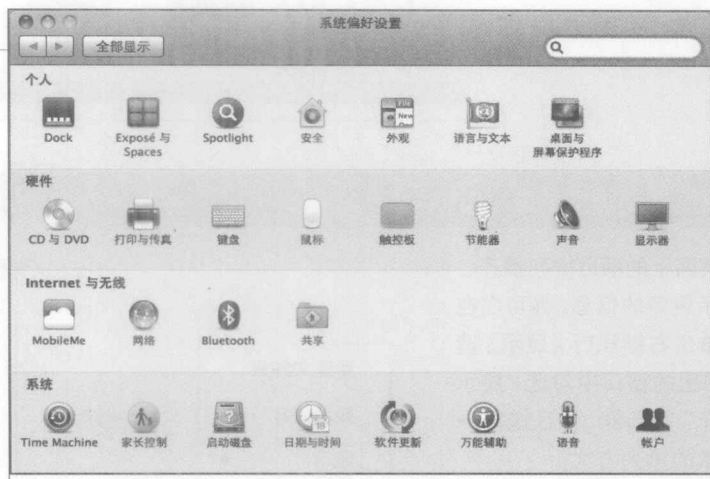 系统偏好设置
全部显示
个人
Dock Exposé 与 Spaces Spotlight 安全 外观 语言与文本 桌面与 屏幕保护程序
硬件
CD 与 DVD 打印与传真 键盘 鼠标 触控板 节能器 声音 显示器
Internet 与无线
MobileMe 网络 Bluetooth 共享
系统
Time Machine 家长控制 启动磁盘 日期与时间 软件更新 万能辅助 语音 帐户
File
New
18